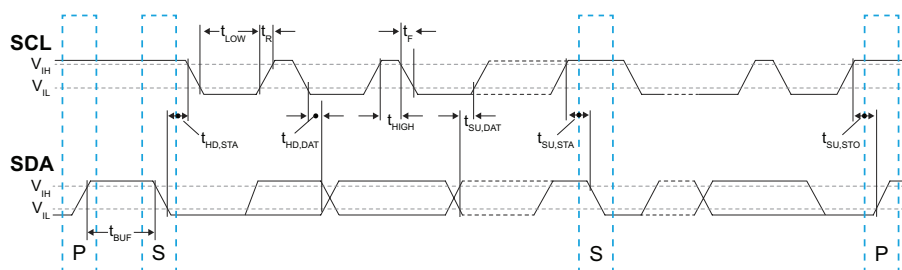 t_LOW t_R t_F
SCL
V_IH
V_IL
t_HD,STA t_HD,DAT t_HIGH t_SU,DAT t_SU,STA t_SU,STO
SDA
V_IH
V_IL
t_BUF
P S S P